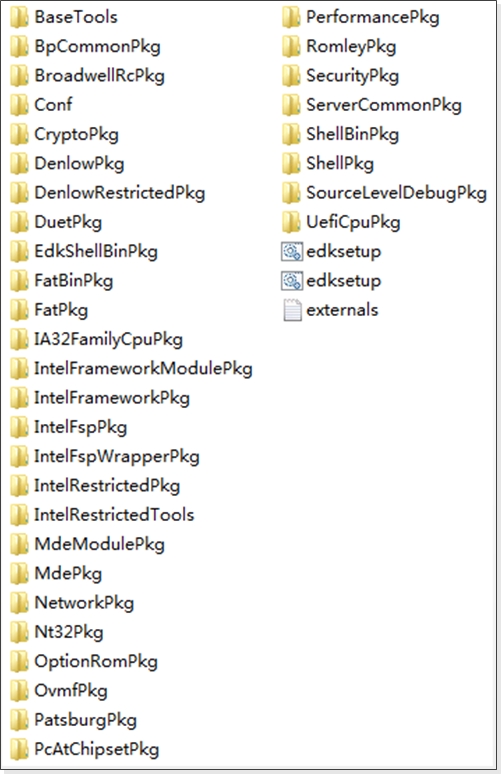 BaseTools
BpCommonPkg
BroadwellRcPkg
Conf
CryptoPkg
DenlowPkg
DenlowRestrictedPkg
DuetPkg
EdkShellBinPkg
FatBinPkg
FatPkg
IA32FamilyCpuPkg
IntelFrameworkModulePkg
IntelFrameworkPkg
IntelFspPkg
IntelFspWrapperPkg
IntelRestrictedPkg
IntelRestrictedTools
MdeModulePkg
MdePkg
NetworkPkg
Nt32Pkg
OptionRomPkg
OvmfPkg
PatsburgPkg
PcAtChipsetPkg
PerformancePkg
RomleyPkg
SecurityPkg
ServerCommonPkg
ShellBinPkg
ShellPkg
SourceLevelDebugPkg
UefiCpuPkg
edksetup
edksetup
externals